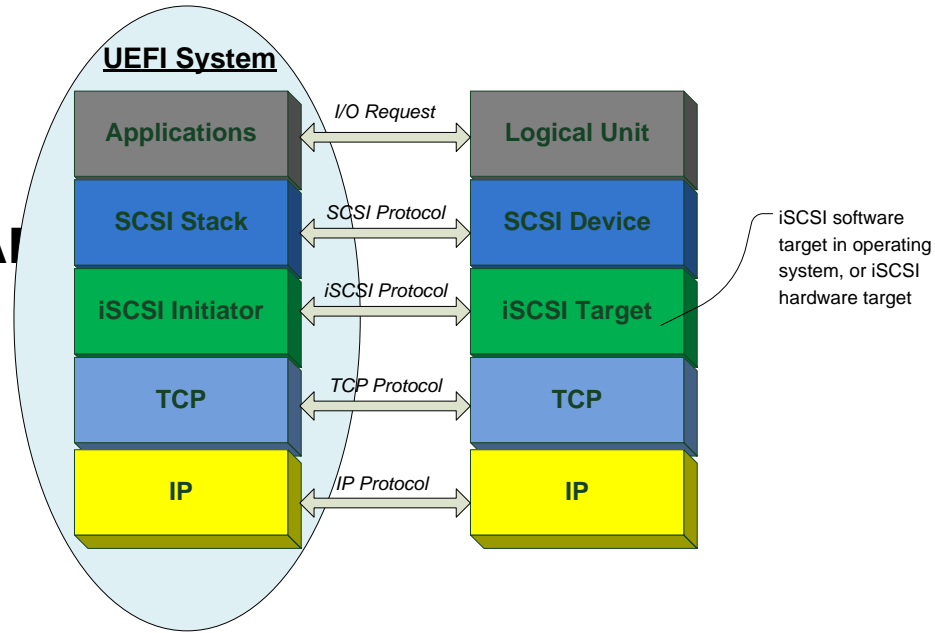 UEFI System
Applications
I/O Request
Logical Unit
SCSI Stack
SCSI Protocol
SCSI Device
iSCSI Initiator
iSCSI Protocol
iSCSI Target
iSCSI software
target in operating
system, or iSCSI
hardware target
TCP
TCP Protocol
TCP
IP
IP Protocol
IP